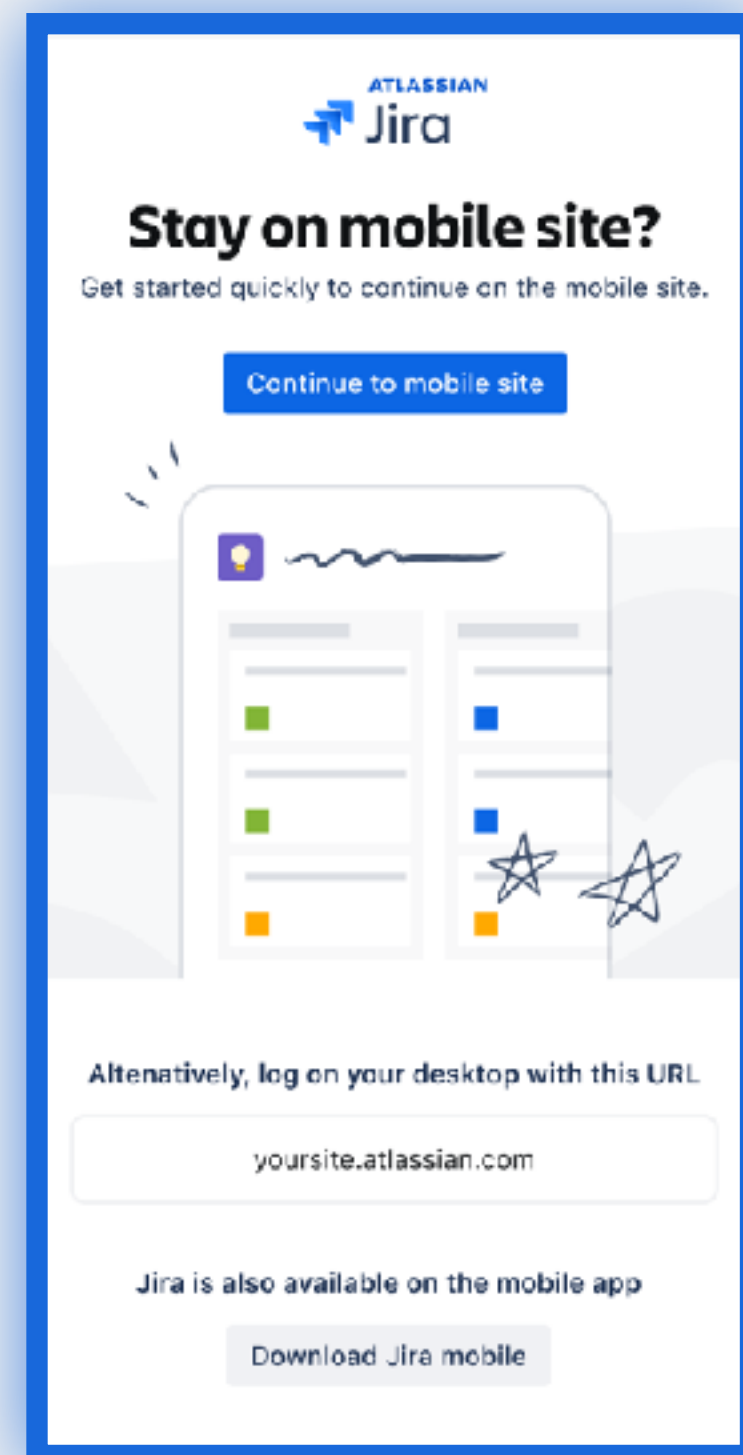 ATLASSIAN
Jira
Stay on mobile site?
Get started quickly to continue on the mobile site.
Continue to mobile site
Altenatively, log on your desktop with this URL
yoursite.atlassian.com
Jira is also available on the mobile app
Download Jira mobile